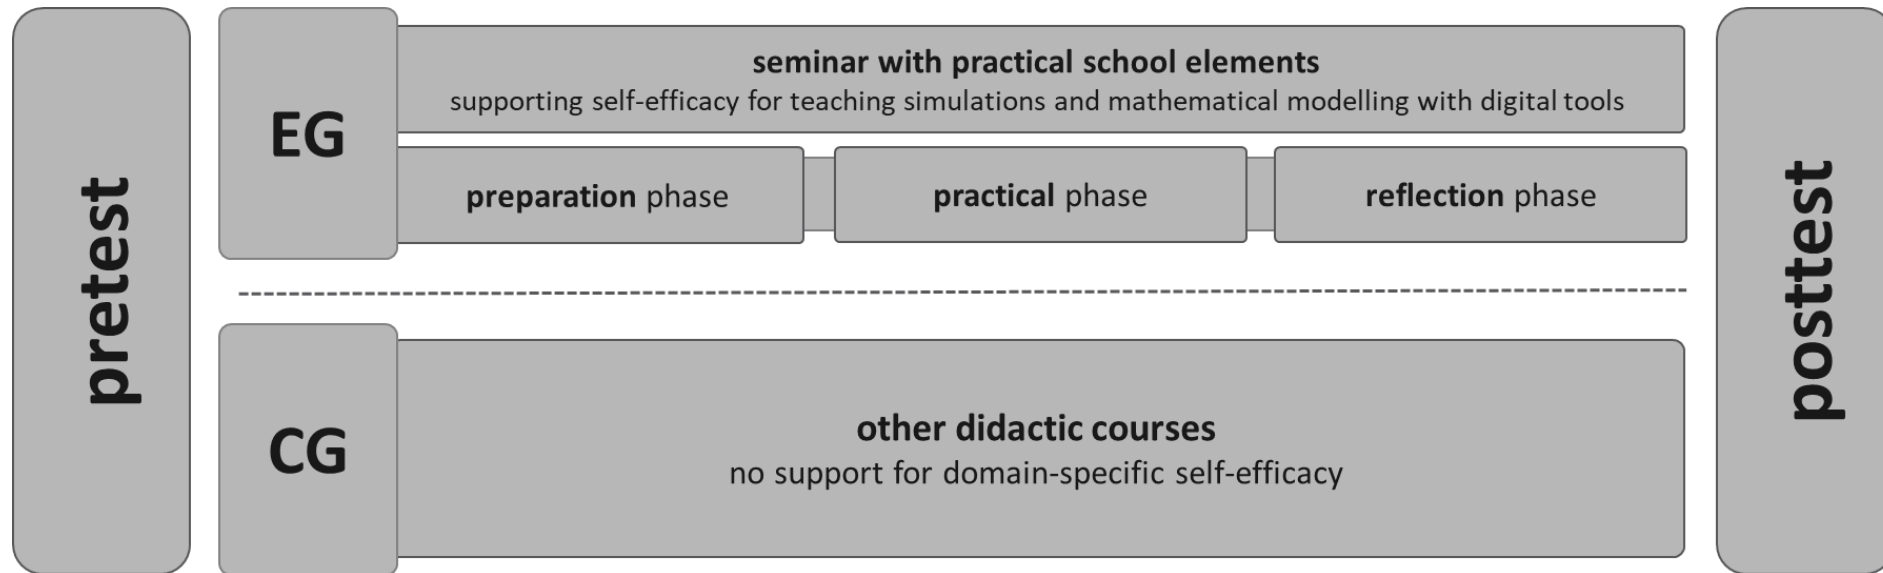 pretest
EG
seminar with practical school elements
supporting self-efficacy for teaching simulations and mathematical modelling with digital tools
preparation phase
practical phase
reflection phase
CG
other didactic courses
no support for domain-specific self-efficacy
posttest